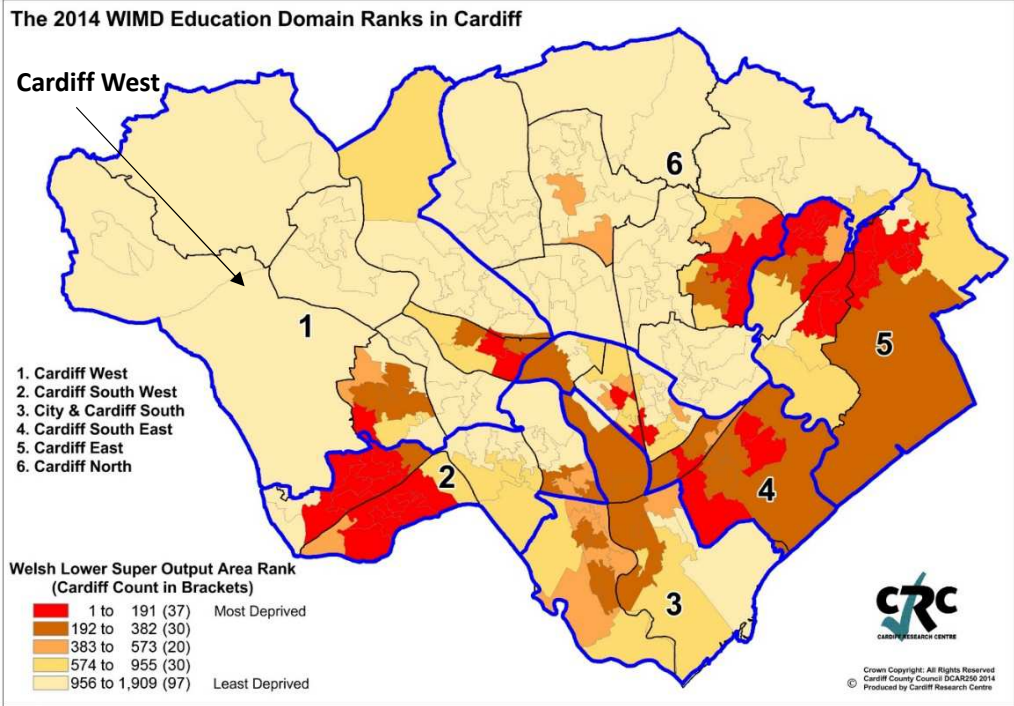 The 2014 WIMD Education Domain Ranks in Cardiff
Cardiff West
6
1
5
1. Cardiff West
2. Cardiff South West
3. City & Cardiff South
4. Cardiff South East
5. Cardiff East
6. Cardiff North
2
4
3
Welsh Lower Super Output Area Rank
(Cardiff Count in Brackets)
1 to 191 (37) Most Deprived
192 to 382 (30)
383 to 573 (20)
574 to 955 (30)
956 to 1,909 (97) Least Deprived
CRC
CARDIFF RESEARCH CENTRE
Crown Copyright: All Rights Reserved
© Cardiff County Council DCAR250 2014
Produced by Cardiff Research Centre